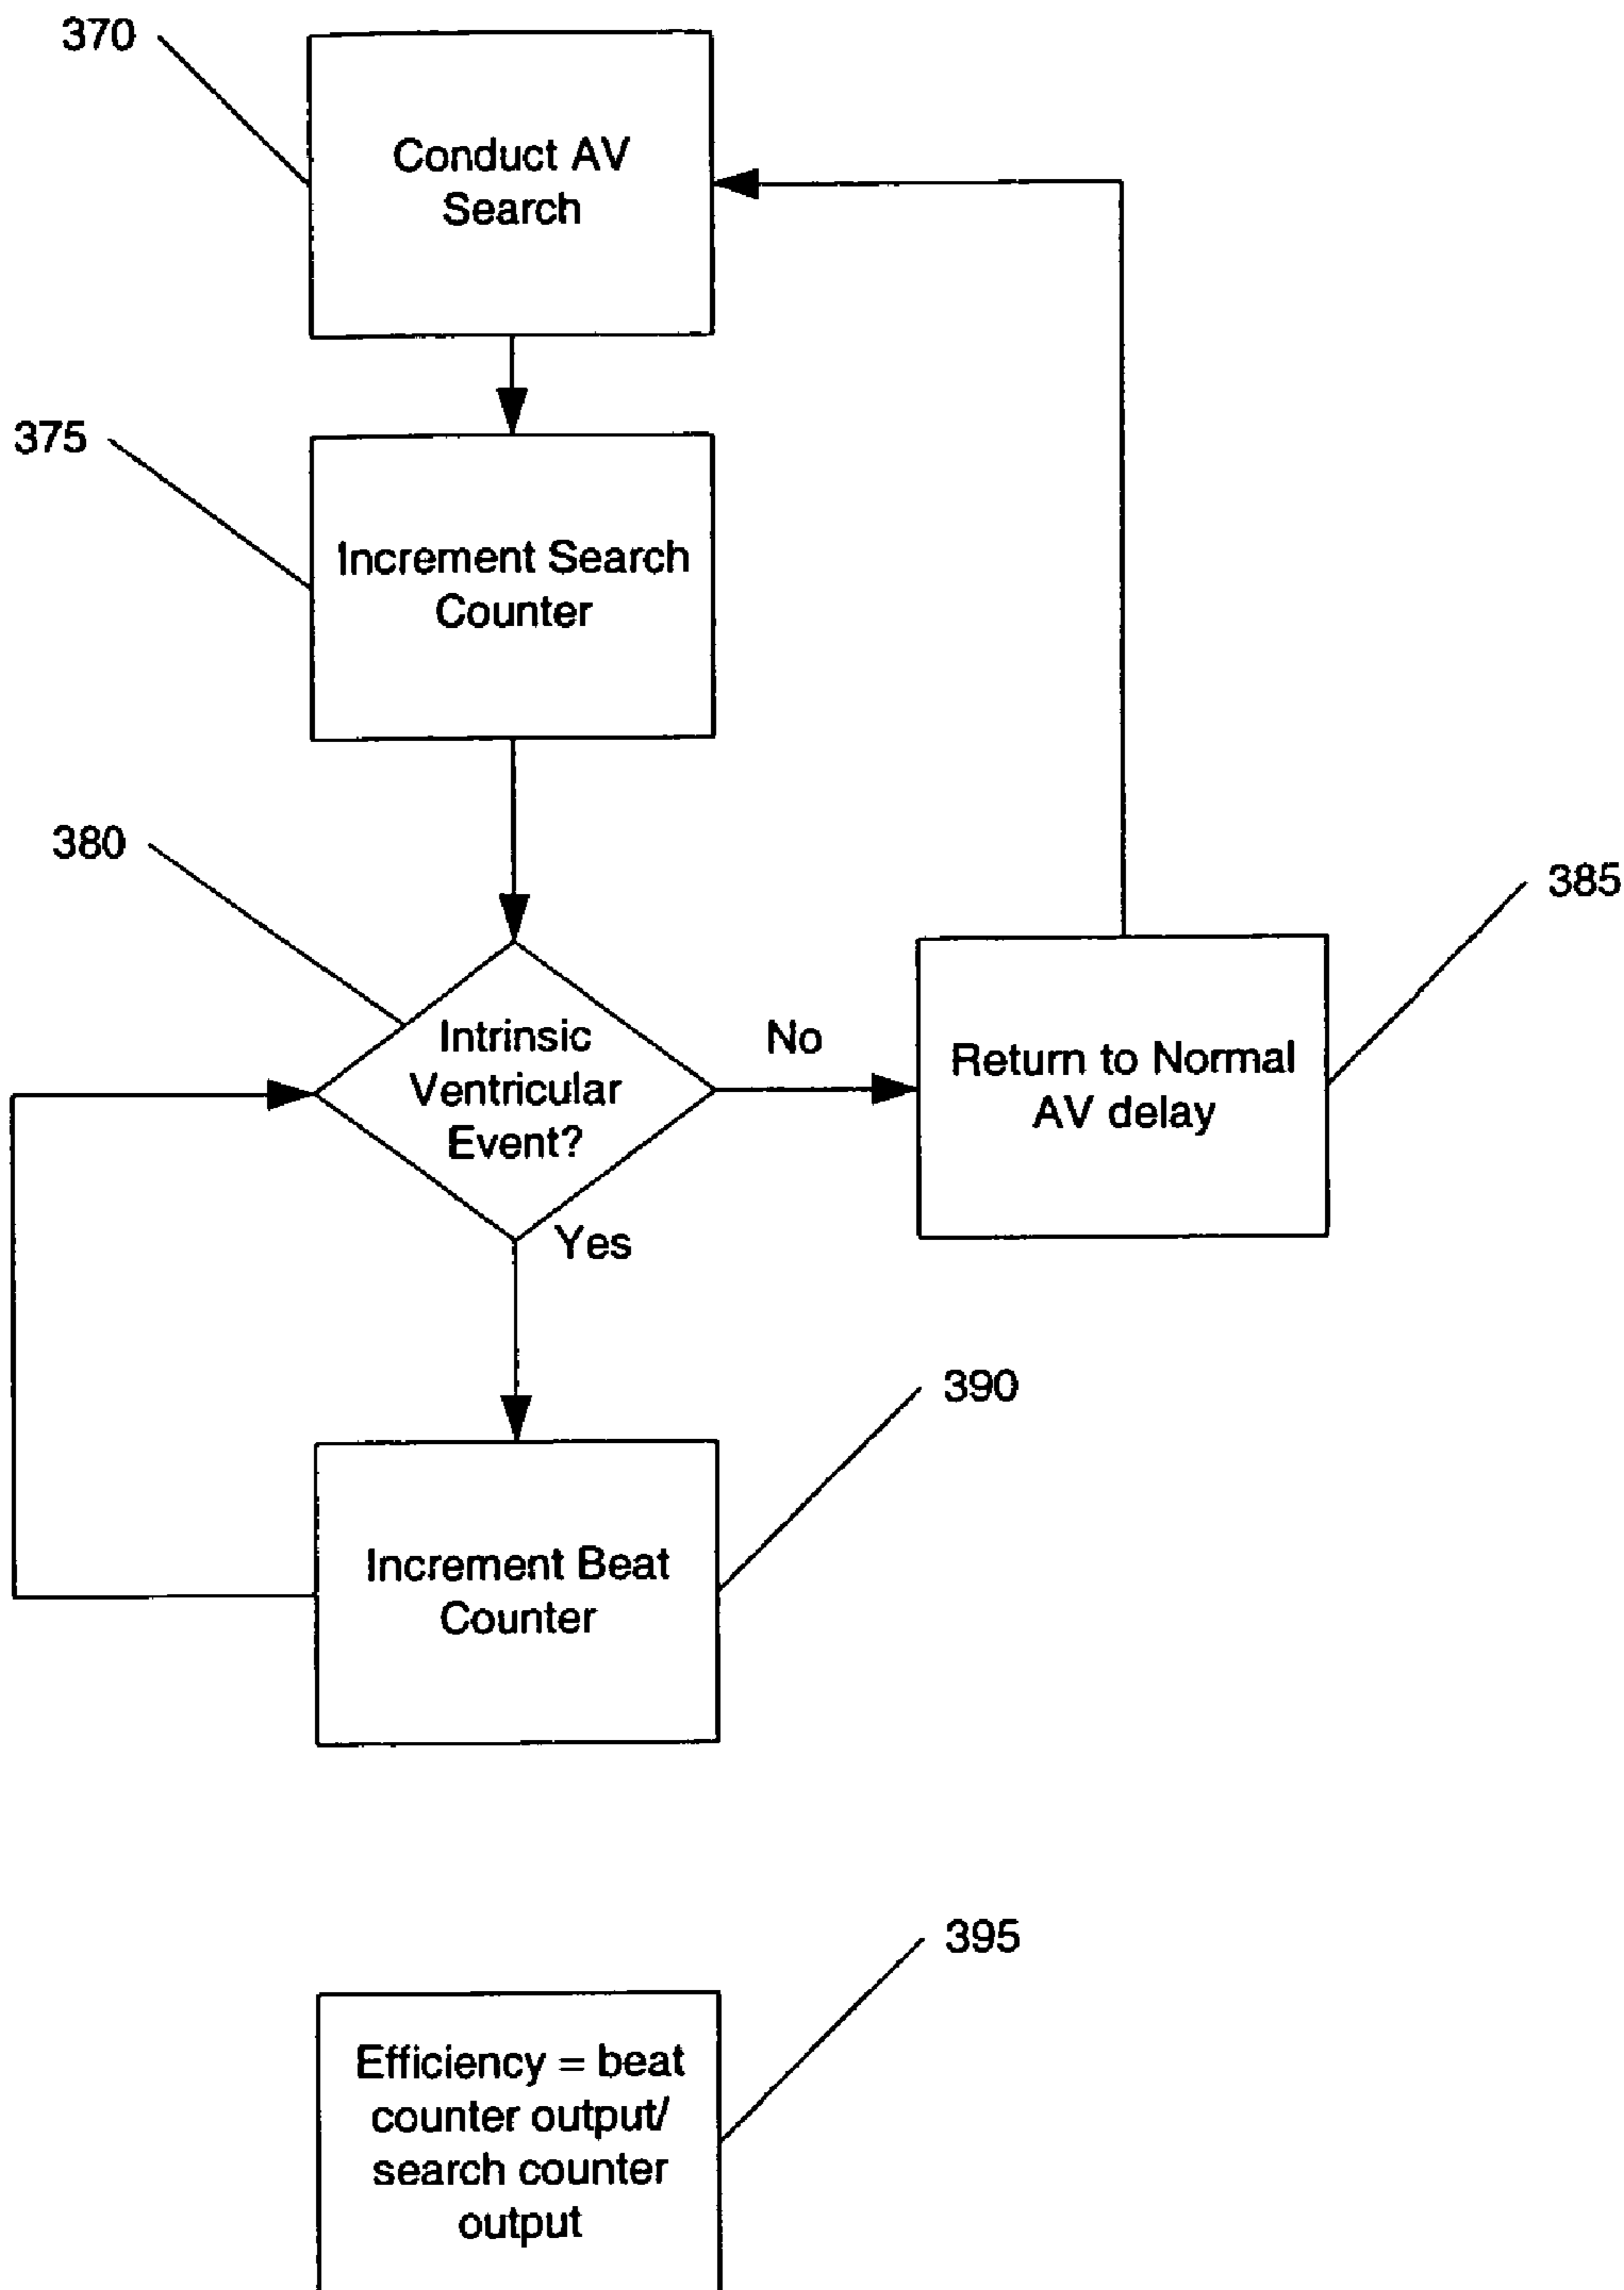 370
Conduct AV
Search
375
Increment Search
Counter
380
385
Intrinsic
Ventricular
Event?
No
Return to Normal
AV delay
Yes
390
Increment Beat
Counter
395
Efficiency = beat
counter output/
search counter
output